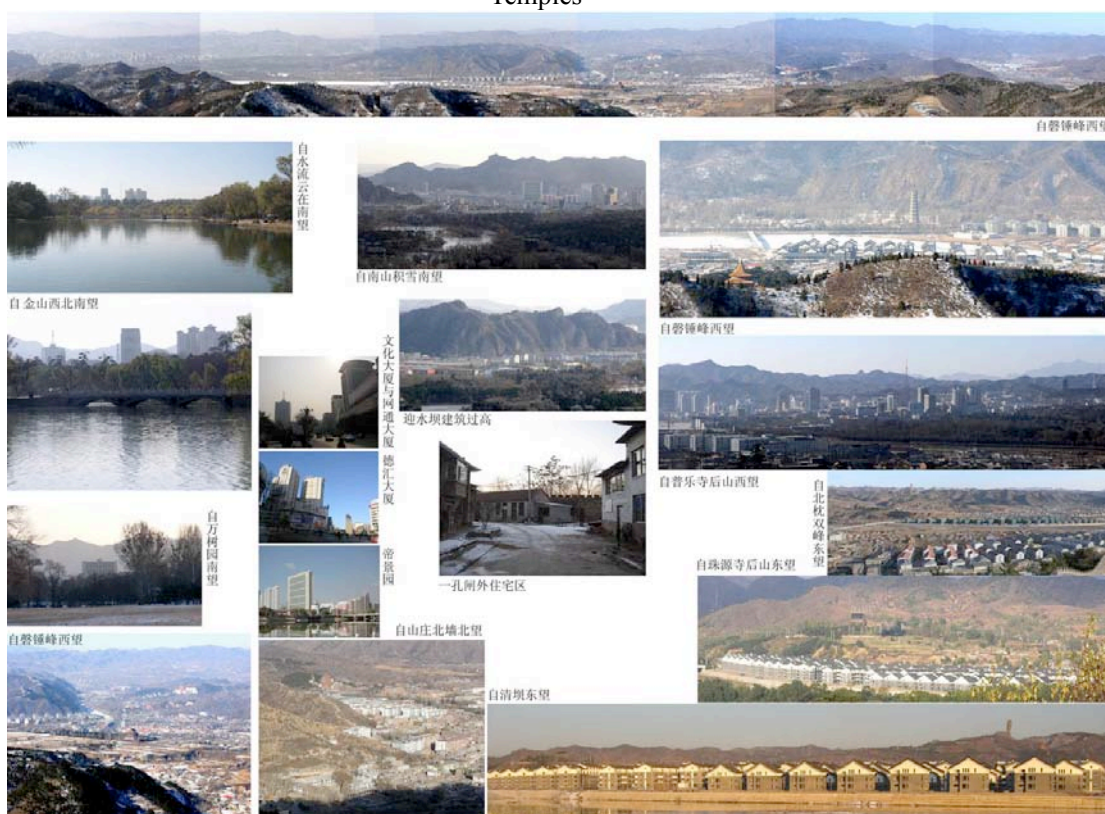 Temples
自磬锤峰西望
自水流云在南望
自南山积雪南望
自金山西北南望
自磬锤峰西望
文化大厦与网通大厦
迎水坝建筑过高
德汇大厦
自普乐寺后山西望
自万树园南望
自北枕双峰东望
帝景园
自珠源寺后山东望
一孔闸外住宅区
自磬锤峰西望
自山庄北墙北望
自清坝东望